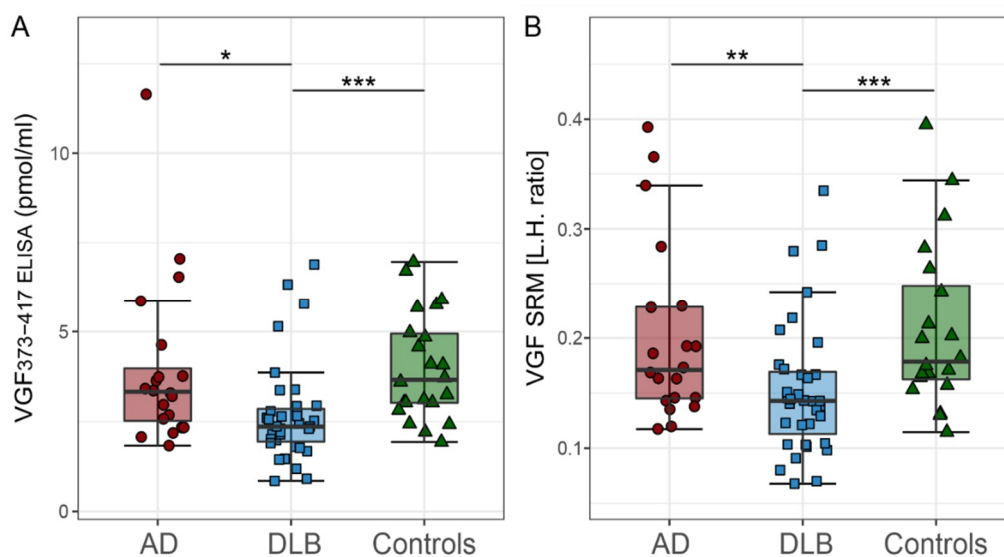 A
VGF373-417 ELISA (pmol/ml)
10
5
0
*
***
AD DLB Controls
B
VGF SRM [L.H. ratio]
0.4
0.3
0.2
0.1
**
***
AD DLB Controls